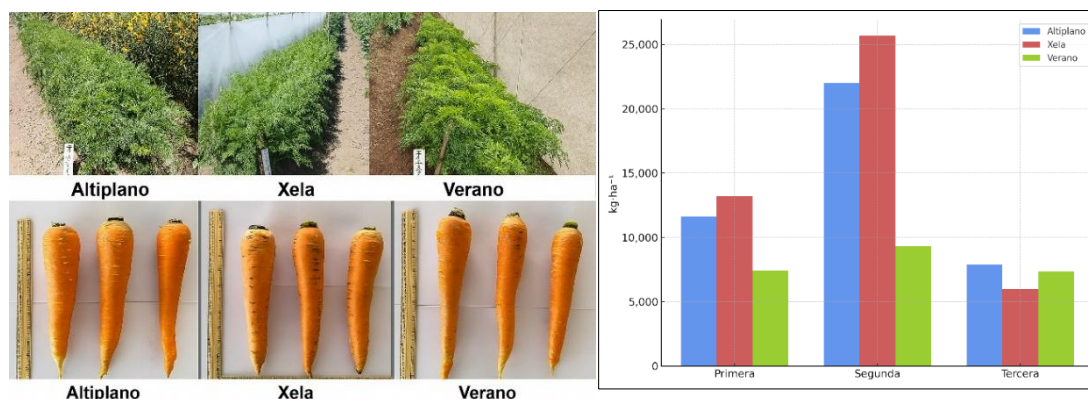 Altiplano
Xela
Verano
Altiplano
Xela
Verano
Altiplano
Xela
Verano
kg·ha⁻¹
25,000
20,000
15,000
10,000
5,000
0
Primera
Segunda
Tercera